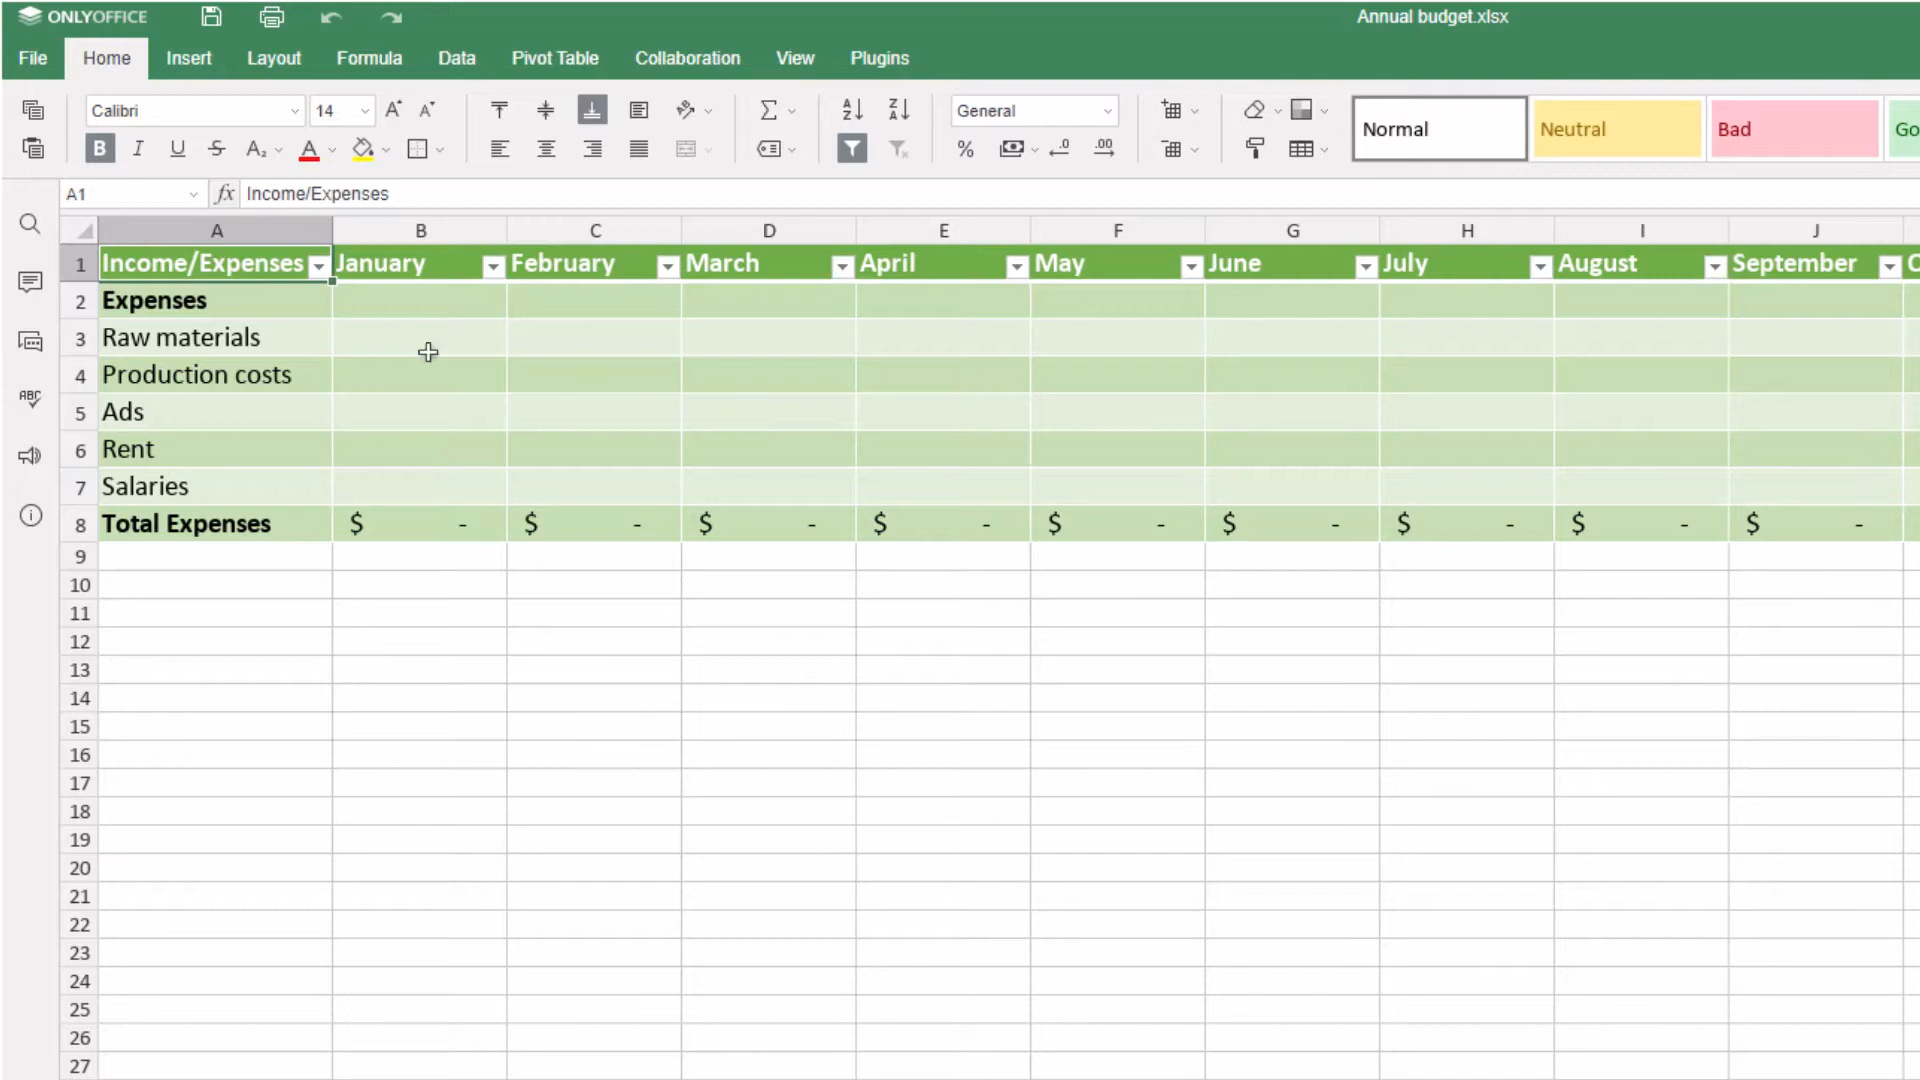 ONLYOFFICE Annual budget.xlsx
File Home Insert Layout Formula Data Pivot Table Collaboration View Plugins
Calibri 14 General
Normal Neutral Bad Go
A1 fx Income/Expenses
A B C D E F G H I J
1 Income/Expenses January February March April May June July August September O
2 Expenses
3 Raw materials
4 Production costs
5 Ads
6 Rent
7 Salaries
8 Total Expenses $ - $ - $ - $ - $ - $ - $ - $ - $ -
9
10
11
12
13
14
15
16
17
18
19
20
21
22
23
24
25
26
27